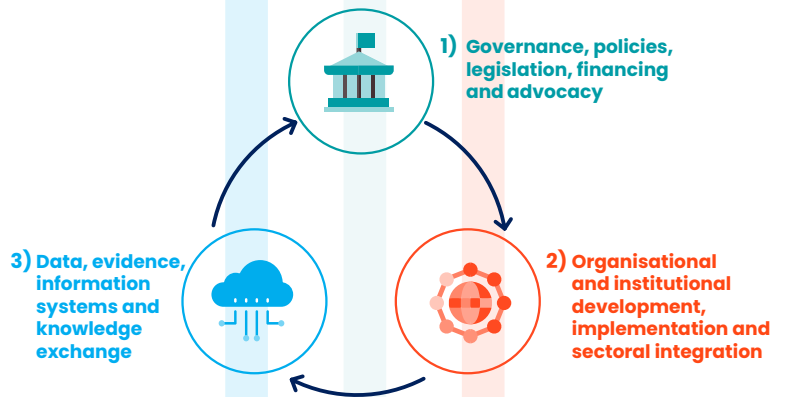 1) Governance, policies,
legislation, financing
and advocacy
2) Organisational
and institutional
development,
implementation and
sectoral integration
3) Data, evidence,
information
systems and
knowledge
exchange